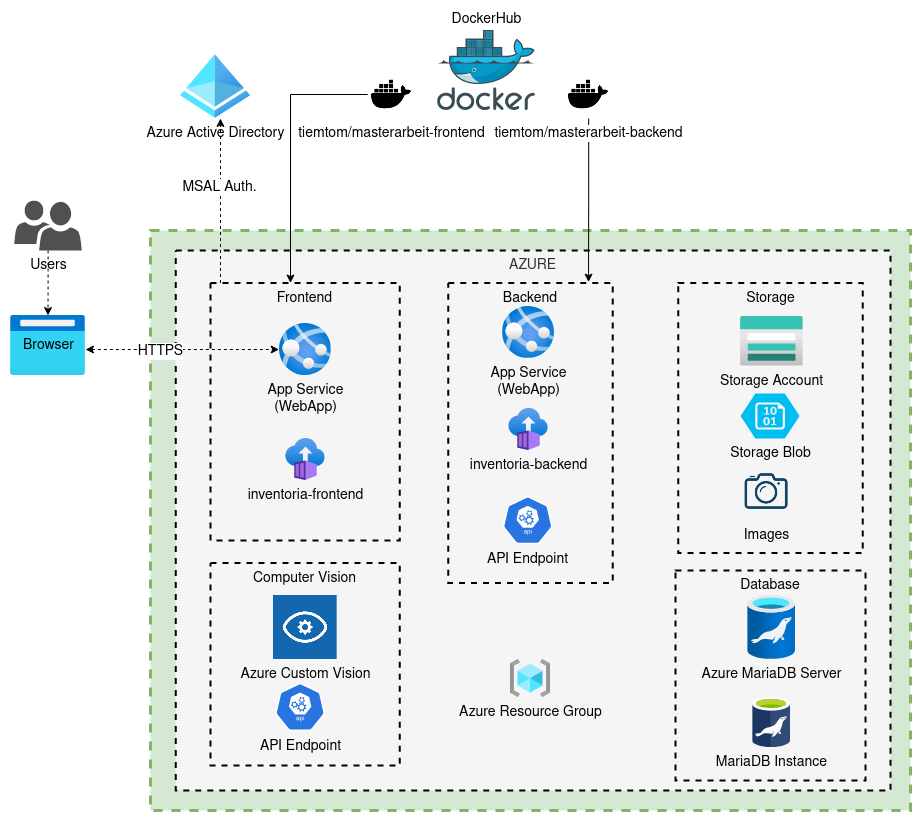 DockerHub
docker
Azure Active Directory
tiemtom/masterarbeit-frontend
tiemtom/masterarbeit-backend
MSAL Auth.
Users
Browser
HTTPS
AZURE
Frontend
App Service
(WebApp)
inventoria-frontend
Backend
App Service
(WebApp)
inventoria-backend
api
API Endpoint
Storage
Storage Account
10
01
Storage Blob
Images
Computer Vision
Azure Custom Vision
api
API Endpoint
Azure Resource Group
Database
Azure MariaDB Server
MariaDB Instance